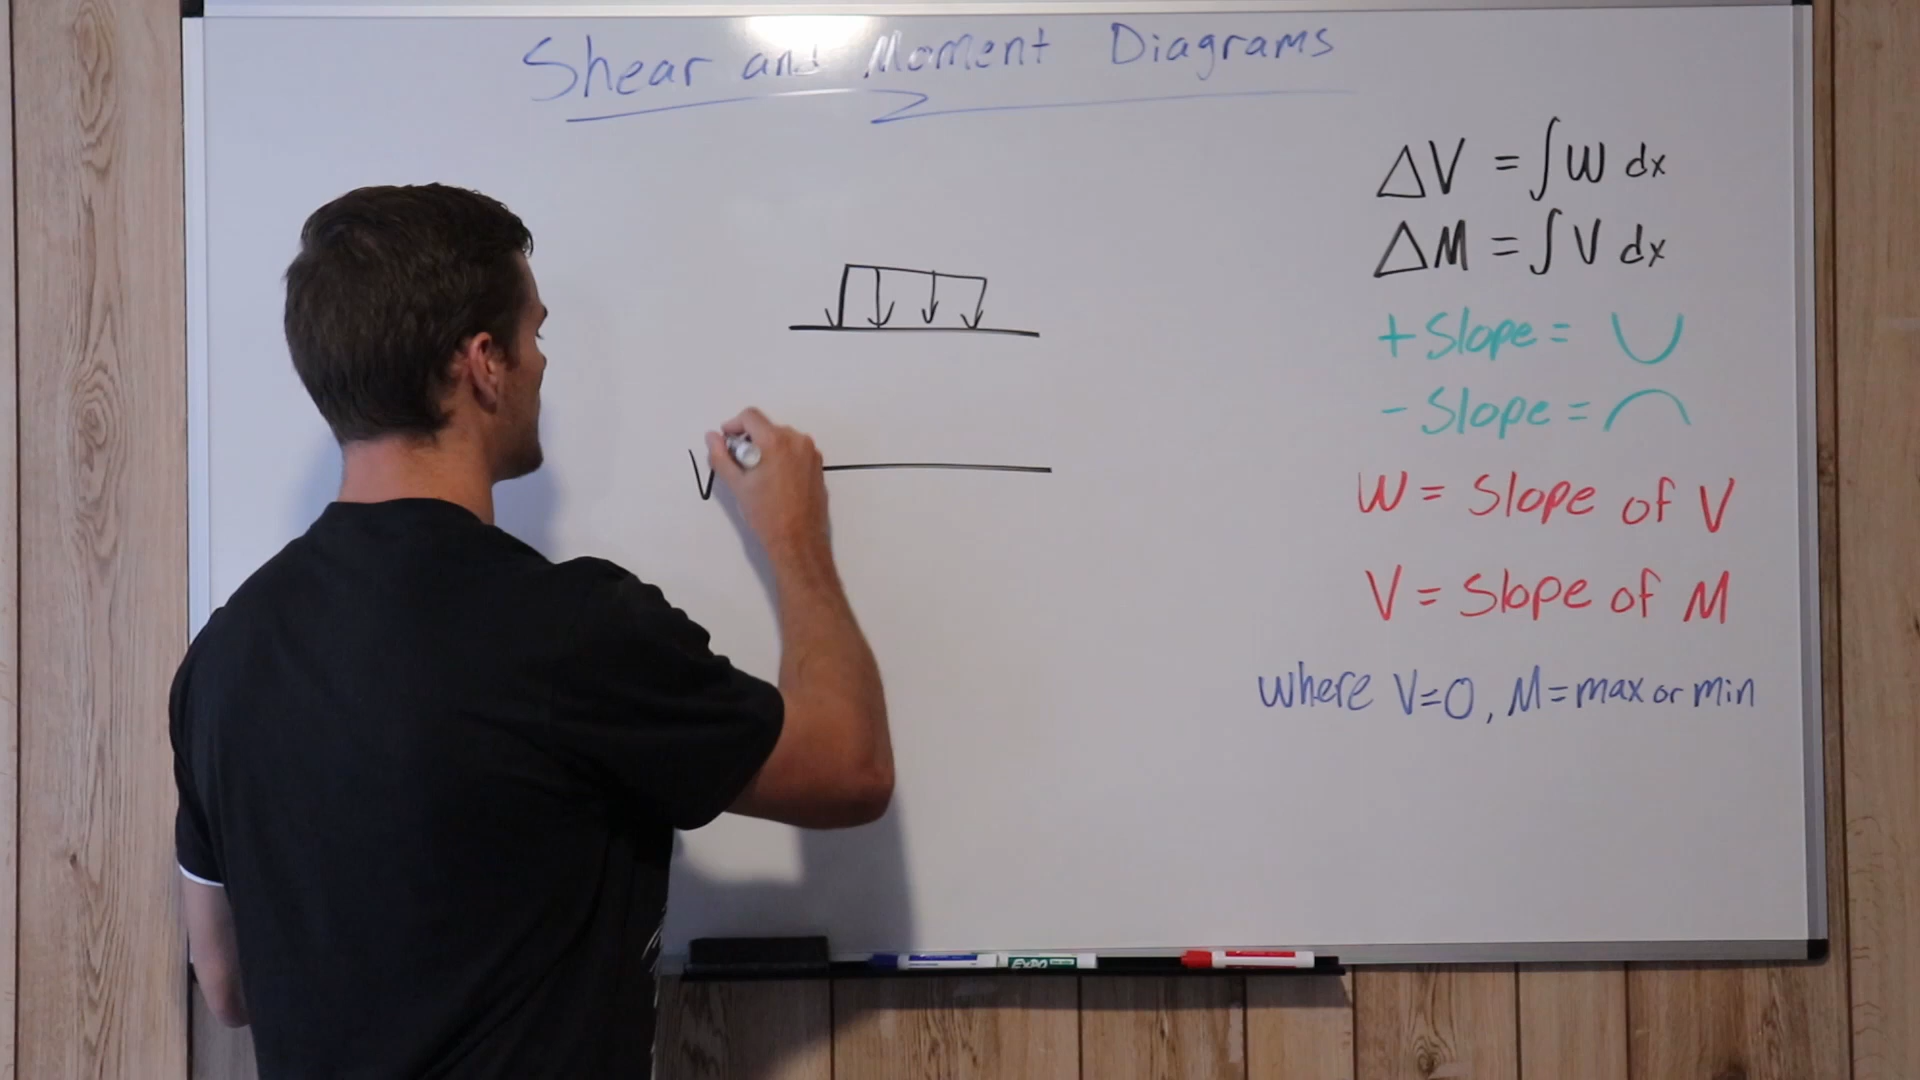 Shear and Moment Diagrams
ΔV = ∫W dx
ΔM = ∫V dx
+ Slope = ∪
- Slope = ⌒
W = Slope of V
V = Slope of M
where V=0, M=max or min
V
EXPO